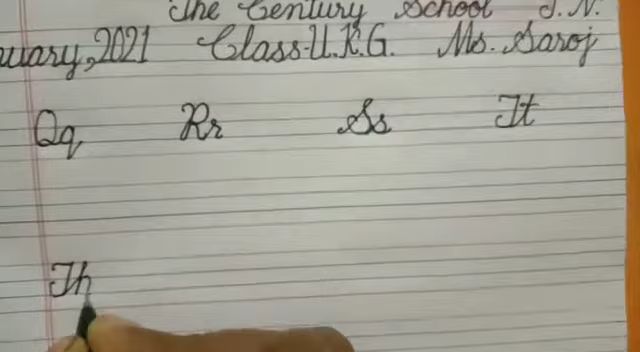 The Century School J.N.
uary,2021 Class-U.K.G. Ms. Saroj
Qq Rr Ss Tt
Th